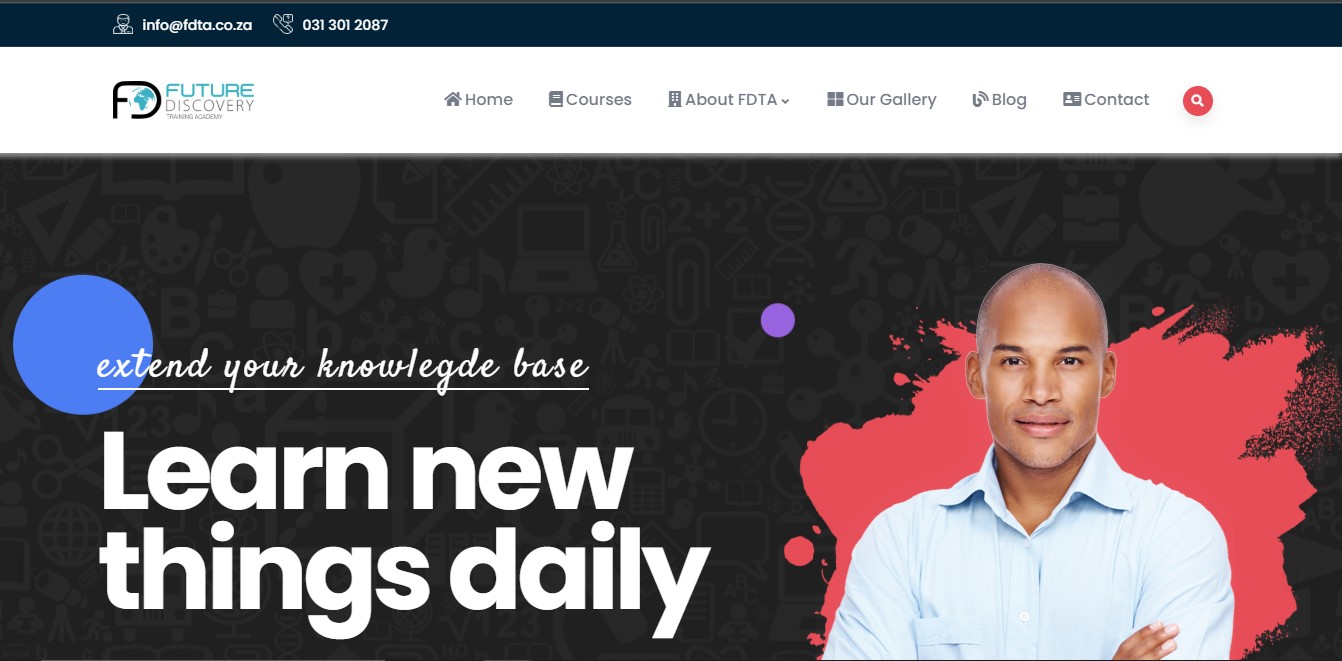 info@fdta.co.za 031 301 2087
FUTURE
DISCOVERY
TRAINING ACADEMY
Home Courses About FDTA Our Gallery Blog Contact
extend your knowlegde base
Learn new
things daily